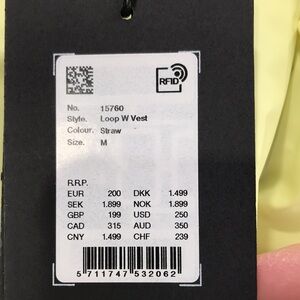 RFID
No. 15760
Style. Loop W Vest
Colour. Straw
Size. M
R.R.P.
EUR 200 DKK 1.499
SEK 1.899 NOK 1.899
GBP 199 USD 250
CAD 315 AUD 350
CNY 1.499 CHF 239
5 711747 532062